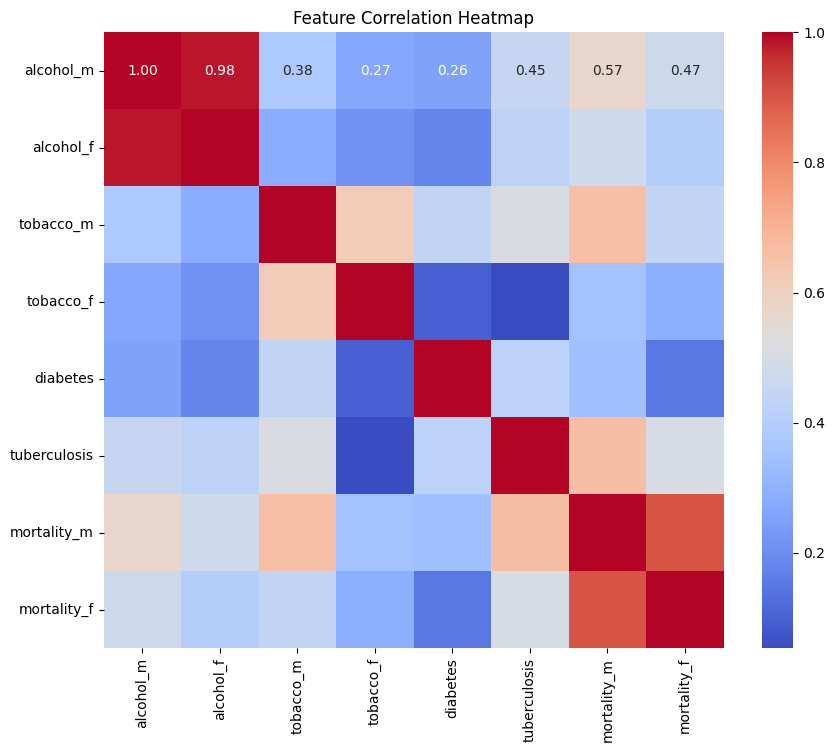 Feature Correlation Heatmap
alcohol_m
1.00 0.98 0.38 0.27 0.26 0.45 0.57 0.47
alcohol_f
tobacco_m
tobacco_f
diabetes
tuberculosis
mortality_m
mortality_f
alcohol_m
alcohol_f
tobacco_m
tobacco_f
diabetes
tuberculosis
mortality_m
mortality_f
1.0
0.8
0.6
0.4
0.2